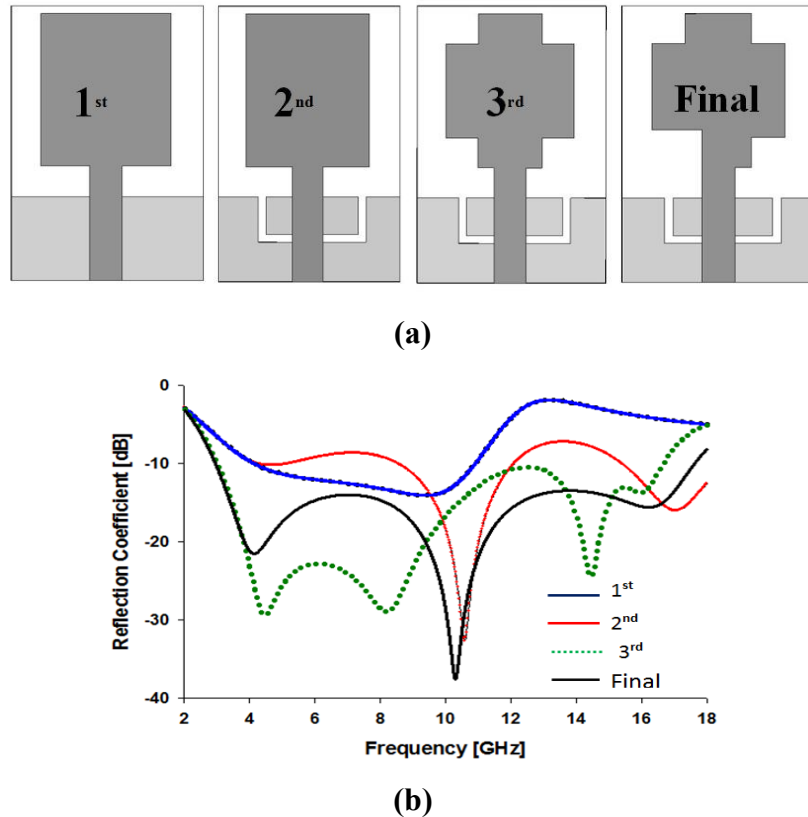 1st
2nd
3rd
Final
(a)
0
-10
-20
-30
-40
Reflection Coefficient [dB]
1st
2nd
3rd
Final
2 4 6 8 10 12 14 16 18
Frequency [GHz]
(b)